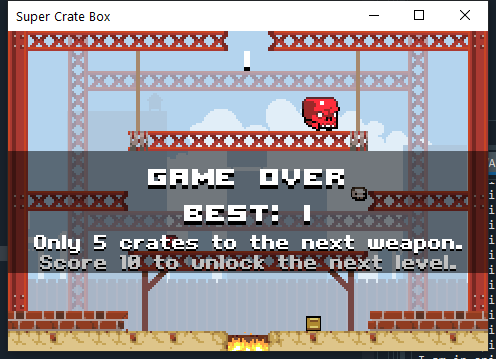 Super Crate Box
1
GAME OVER
BEST: 1
Only 5 crates to the next weapon.
Score 10 to unlock the next level.